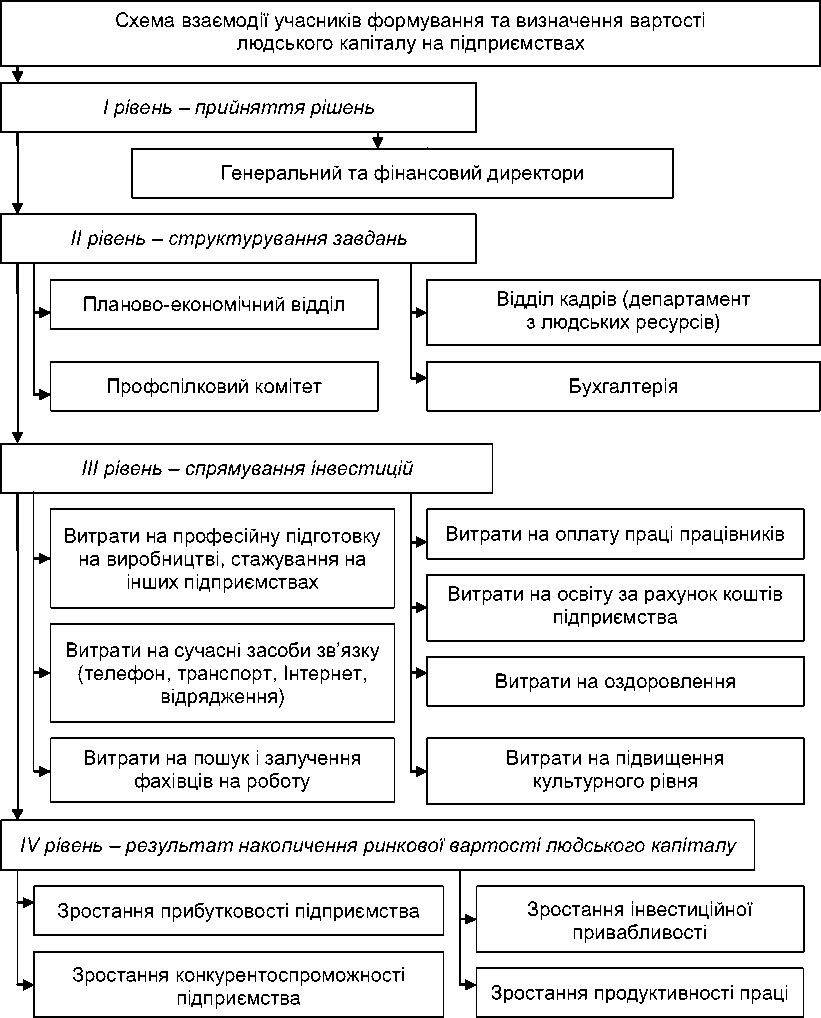 Схема взаємодії учасників формування та визначення вартості
людського капіталу на підприємствах
І рівень – прийняття рішень
Генеральний та фінансовий директори
ІІ рівень – структурування завдань
Планово-економічний відділ
Відділ кадрів (департамент
з людських ресурсів)
Профспілковий комітет
Бухгалтерія
ІІІ рівень – спрямування інвестицій
Витрати на професійну підготовку
на виробництві, стажування на
інших підприємствах
Витрати на оплату праці працівників
Витрати на освіту за рахунок коштів
підприємства
Витрати на сучасні засоби зв’язку
(телефон, транспорт, Інтернет,
відрядження)
Витрати на оздоровлення
Витрати на пошук і залучення
фахівців на роботу
Витрати на підвищення
культурного рівня
IV рівень – результат накопичення ринкової вартості людського капіталу
Зростання прибутковості підприємства
Зростання інвестиційної
привабливості
Зростання конкурентоспроможності
підприємства
Зростання продуктивності праці